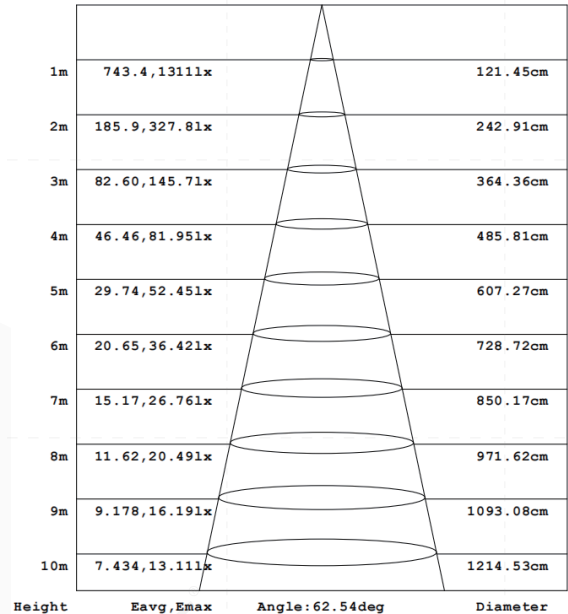 1m 743.4,1311lx 121.45cm
2m 185.9,327.8lx 242.91cm
3m 82.60,145.7lx 364.36cm
4m 46.46,81.95lx 485.81cm
5m 29.74,52.45lx 607.27cm
6m 20.65,36.42lx 728.72cm
7m 15.17,26.76lx 850.17cm
8m 11.62,20.49lx 971.62cm
9m 9.178,16.19lx 1093.08cm
10m 7.434,13.11lx 1214.53cm
Height Eavg,Emax Angle:62.54deg Diameter